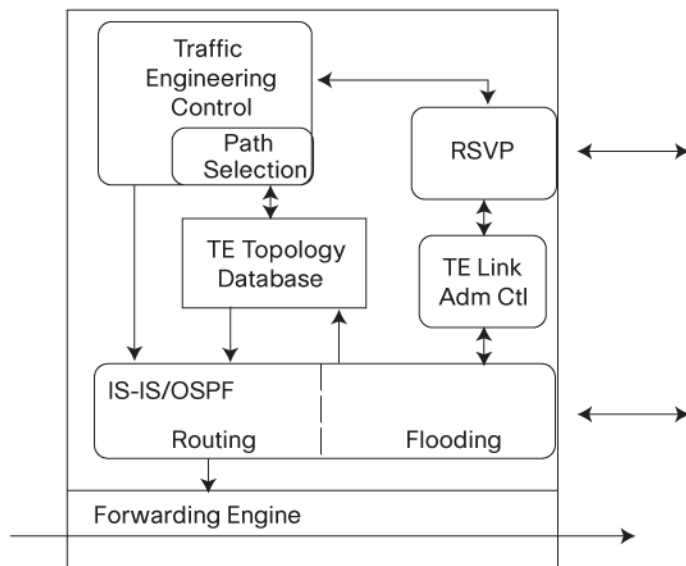 Traffic
Engineering
Control
Path
Selection
RSVP
TE Topology
Database
TE Link
Adm Ctl
IS-IS/OSPF
Routing
Flooding
Forwarding Engine